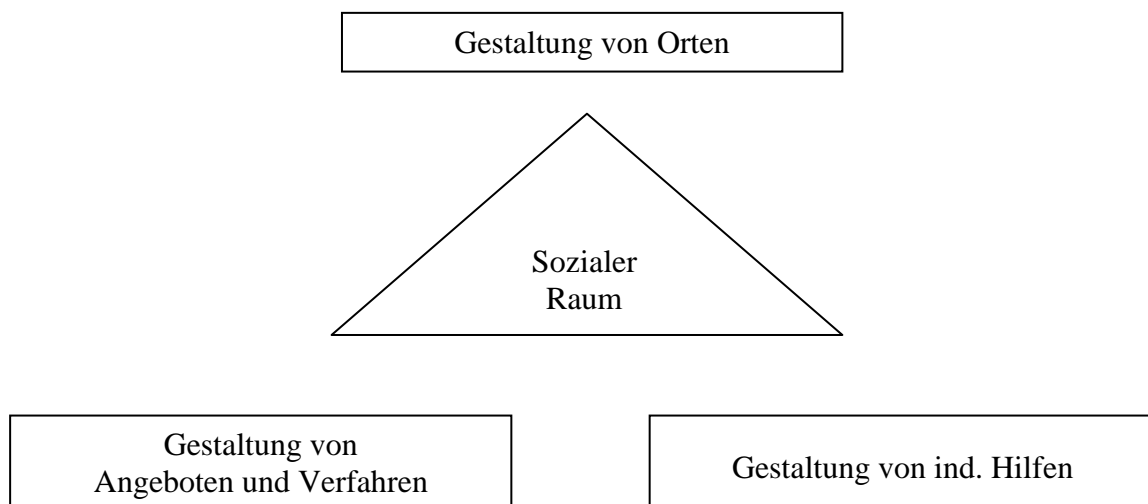 Gestaltung von Orten
Sozialer
Raum
Gestaltung von
Angeboten und Verfahren
Gestaltung von ind. Hilfen